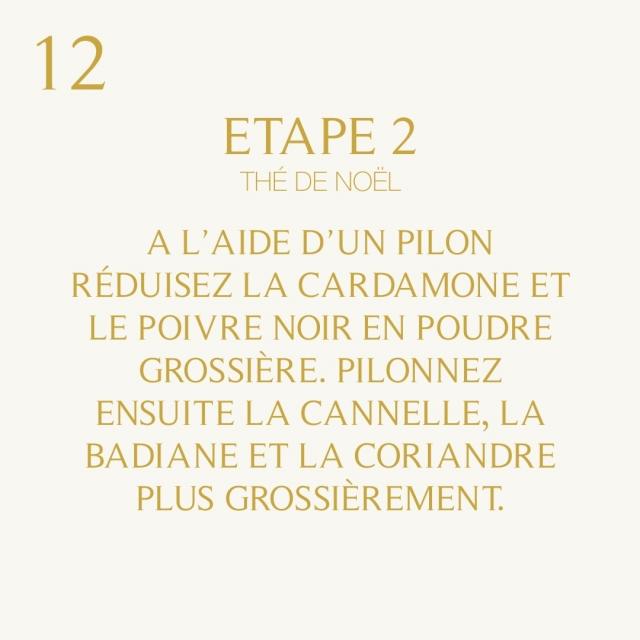 12
ETAPE 2
THÉ DE NOËL
A L’AIDE D’UN PILON
RÉDUISEZ LA CARDAMONE ET
LE POIVRE NOIR EN POUDRE
GROSSIÈRE. PILONNEZ
ENSUITE LA CANNELLE, LA
BADIANE ET LA CORIANDRE
PLUS GROSSIÈREMENT.